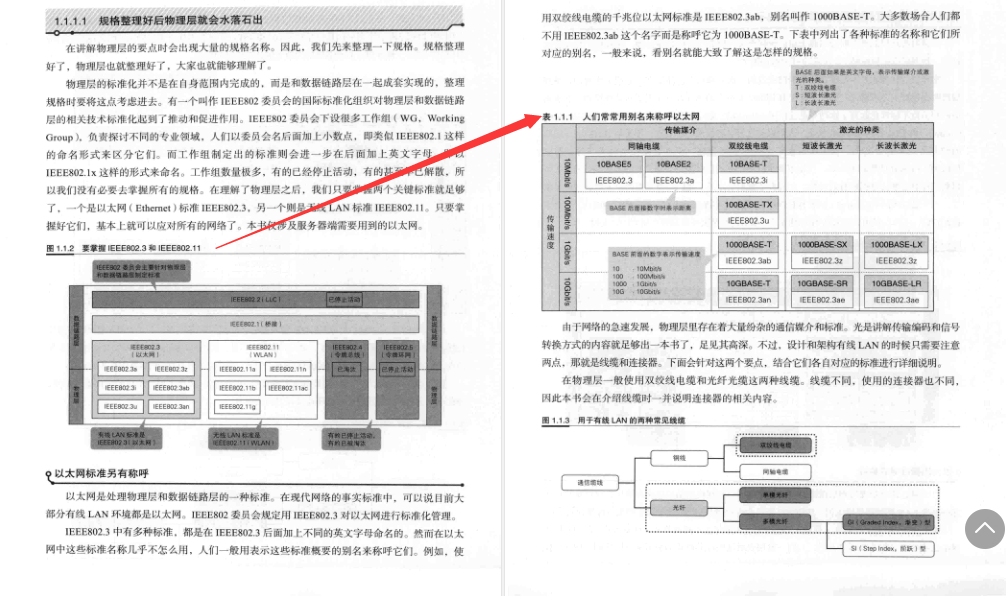 1.1.1.1 规格整理好后物理层就会水落石出
在讲解物理层的要点时会出现大量的规格名称。因此，我们先来整理一下规格。规格整理
好了，物理层也就整理好了，大家也就能够理解了。
物理层的标准化并不是在自身范围内完成的，而是和数据链路层在一起成套实现的，整理
规格时要将这点考虑进去。有一个叫作 IEEE802 委员会的国际标准化组织对物理层和数据链路
层的相关技术标准化起到了推动和促进作用。IEEE802 委员会下设很多工作组（WG，Working
Group），负责探讨不同的专业领域，人们以委员会名后面加上小数点，即类似 IEEE802.1 这样
的命名形式来区分它们。而工作组制定出的标准则会进一步在后面加上英文字母，
IEEE802.1x 这样的形式来命名。工作组数量极多，有的已经停止活动，有的甚至已解散，所
以我们没有必要去掌握所有的规格。在理解了物理层之后，我们只要掌握两个关键标准就足够
了，一个是以太网（Ethernet）标准 IEEE802.3，另一个则是无线 LAN 标准 IEEE802.11。只要掌
握好它们，基本上就可以应对所有的网络了。本书仅涉及服务器端需要用到的以太网。
图 1.1.2 要掌握 IEEE802.3 和 IEEE802.11
IEEE802 委员会主要针对物理层
和数据链路层制定标准
数据链路层
物理层
IEEE802.2（LLC）
已停止活动
IEEE802.1（桥接）
IEEE802.3
（以太网）
IEEE802.3a
IEEE802.3z
IEEE802.3i
IEEE802.3ab
IEEE802.3u
IEEE802.3an
IEEE802.11
（WLAN）
IEEE802.11a
IEEE802.11n
IEEE802.11b
IEEE802.11ac
IEEE802.11g
IEEE802.4
（令牌总线）
已淘汰
IEEE802.5
（令牌环网）
已停止活动
数据链路层
物理层
有线 LAN 标准是
IEEE802.3（以太网）
无线 LAN 标准是
IEEE802.11（WLAN）
有的已停止活动，
有的已被淘汰
以太网标准另有称呼
以太网是处理物理层和数据链路层的一种标准。在现代网络的事实标准中，可以说目前大
部分有线 LAN 环境都是以太网。IEEE802 委员会规定用 IEEE802.3 对以太网进行标准化管理。
IEEE802.3 中有多种标准，都是在 IEEE802.3 后面加上不同的英文字母命名的。然而在以太
网中这些标准名称几乎不怎么用，人们一般用表示这些标准概要的别名来称呼它们。例如，使
用双绞线电缆的千兆位以太网标准是 IEEE802.3ab，别名叫作 1000BASE-T。大多数场合人们都
不用 IEEE802.3ab 这个名字而是称呼它为 1000BASE-T。下表中列出了各种标准的名称和它们所
对应的别名，一般来说，看别名就能大致了解这是怎样的规格。
BASE 后面如果是英文字母，表示传输媒介或激
光的种类。
T：双绞线电缆
S：短波长激光
L：长波长激光
表 1.1.1 人们常常用别名来称呼以太网
传输媒介
激光的种类
同轴电缆
双绞线电缆
短波长激光
长波长激光
传输速度
10Mbit/s
10BASE5
10BASE2
10BASE-T
IEEE802.3
IEEE802.3a
IEEE802.3i
100Mbit/s
BASE 后面接数字时表示距离
100BASE-TX
IEEE802.3u
1Gbit/s
BASE 前面的数字表示传输速度
10 ：10Mbit/s
100 ：100Mbit/s
1000 ：1Gbit/s
10G ：10Gbit/s
1000BASE-T
1000BASE-SX
1000BASE-LX
IEEE802.3ab
IEEE802.3z
IEEE802.3z
10Gbit/s
10GBASE-T
10GBASE-SR
10GBASE-LR
IEEE802.3an
IEEE802.3ae
IEEE802.3ae
由于网络的急速发展，物理层里存在着大量纷杂的通信媒介和标准。光是讲解传输编码和信号
转换方式的内容就足够出一本书了，足见其高深。不过，设计和架构有线 LAN 的时候只需要注意
两点，那就是线缆和连接器。下面会针对这两个要点，结合它们各自对应的标准进行详细说明。
在物理层一般使用双绞线电缆和光纤光缆这两种线缆。线缆不同，使用的连接器也不同，
因此本书会在介绍线缆时一并说明连接器的相关内容。
图 1.1.3 用于有线 LAN 的两种常见线缆
通信缆线
铜线
双绞线电缆
同轴电缆
光纤
单模光纤
多模光纤
GI（Graded Index，渐变）型
SI（Step Index，阶跃）型